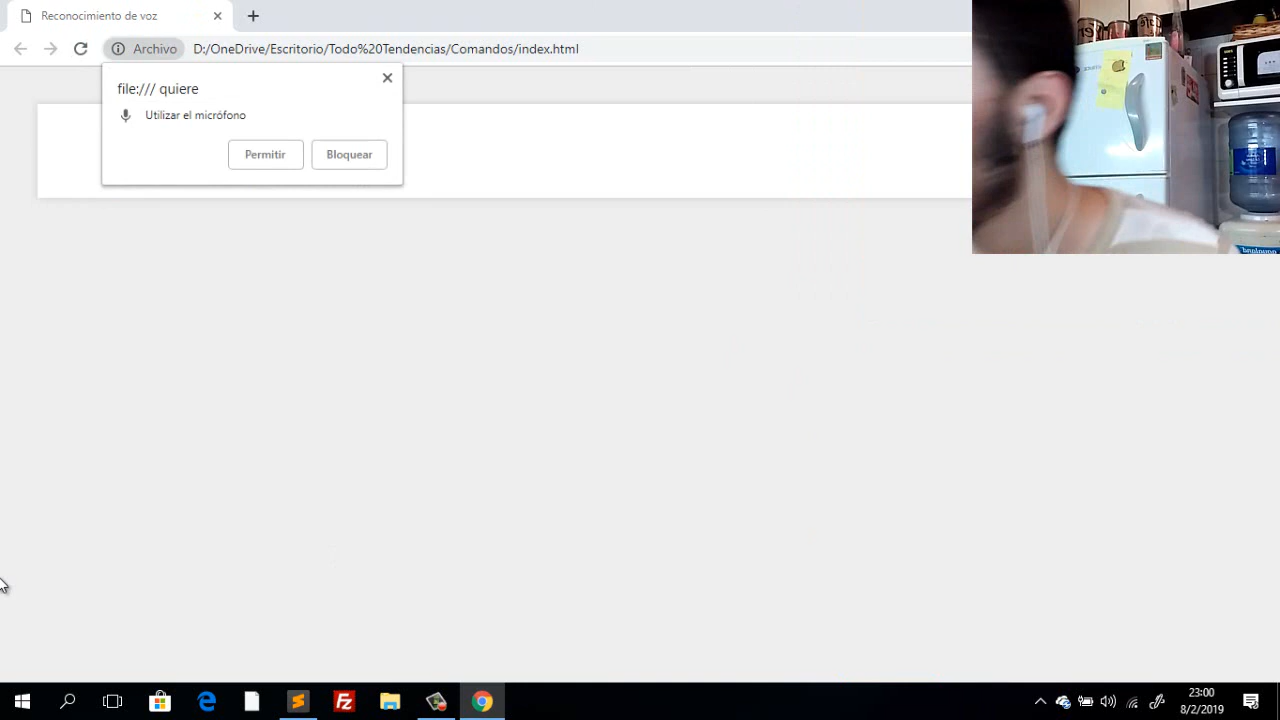 Reconocimiento de voz
Archivo
D:/OneDrive/Escritorio/Todo%20Tendencias/Comandos/index.html
file:/// quiere
Utilizar el micrófono
Permitir
Bloquear
23:00
8/2/2019